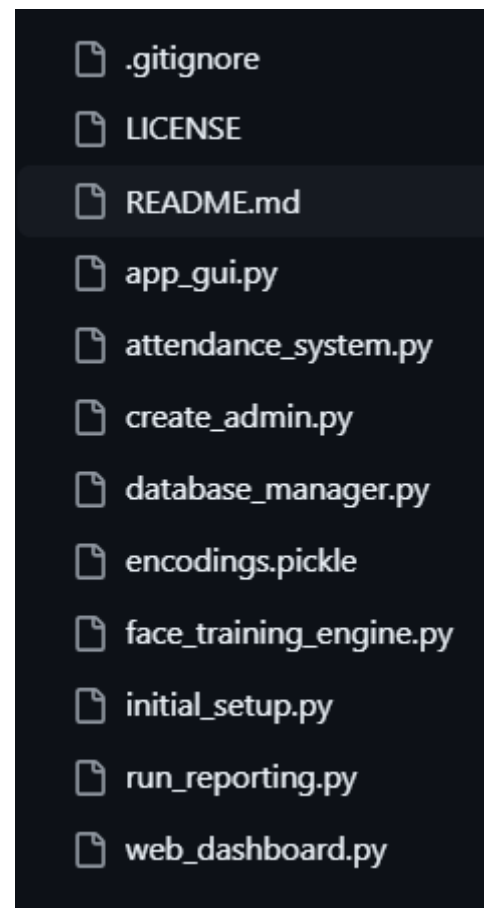 .gitignore
LICENSE
README.md
app_gui.py
attendance_system.py
create_admin.py
database_manager.py
encodings.pickle
face_training_engine.py
initial_setup.py
run_reporting.py
web_dashboard.py